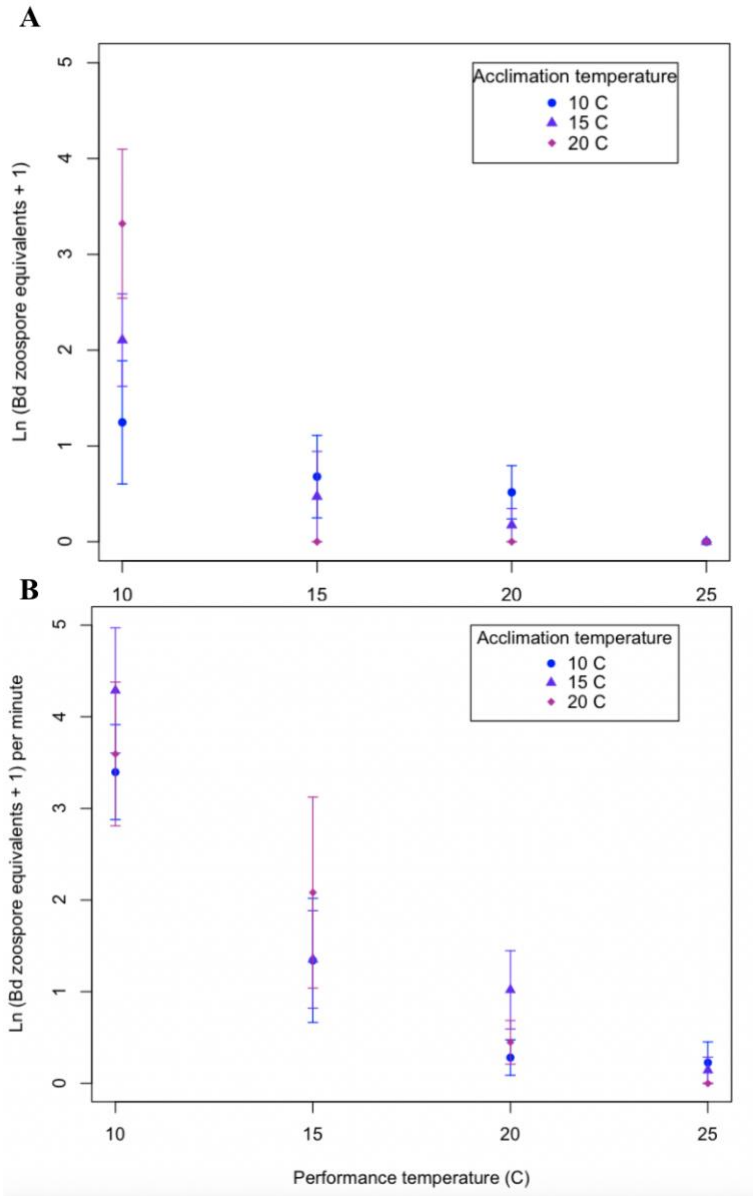 A
Ln (Bd zoospore equivalents + 1)
5
4
3
2
1
0
Acclimation temperature
10 C
15 C
20 C
10
15
20
25
B
Ln (Bd zoospore equivalents + 1) per minute
5
4
3
2
1
0
Acclimation temperature
10 C
15 C
20 C
10
15
20
25
Performance temperature (C)